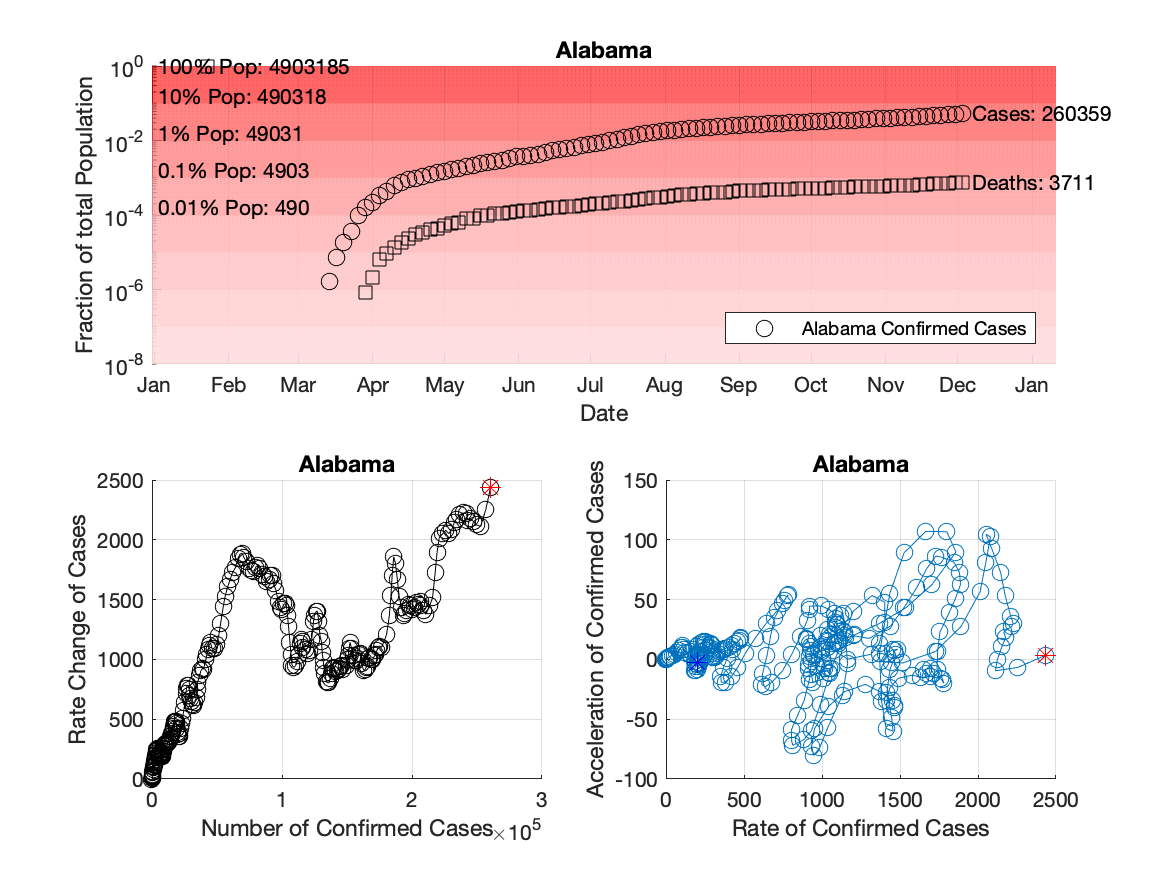 Alabama
Fraction of total Population
10^0
10^-2
10^-4
10^-6
10^-8
100% Pop: 4903185
10% Pop: 490318
1% Pop: 49031
0.1% Pop: 4903
0.01% Pop: 490
Cases: 260359
Deaths: 3711
Alabama Confirmed Cases
Jan Feb Mar Apr May Jun Jul Aug Sep Oct Nov Dec Jan
Date
Alabama
Rate Change of Cases
2500
2000
1500
1000
500
0
0 1 2 3
Number of Confirmed Cases ×10^5
Alabama
Acceleration of Confirmed Cases
150
100
50
0
-50
-100
0 500 1000 1500 2000 2500
Rate of Confirmed Cases